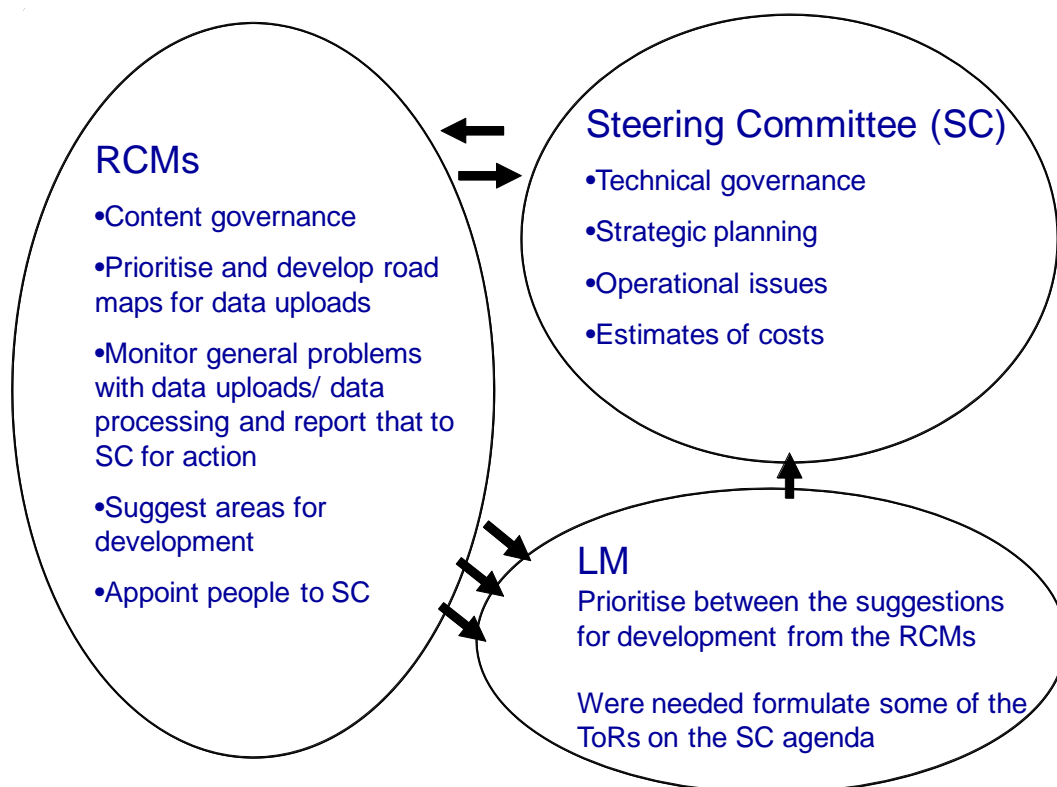 RCMs
•Content governance
•Prioritise and develop road
maps for data uploads
•Monitor general problems
with data uploads/ data
processing and report that to
SC for action
•Suggest areas for
development
•Appoint people to SC
Steering Committee (SC)
•Technical governance
•Strategic planning
•Operational issues
•Estimates of costs
LM
Prioritise between the suggestions
for development from the RCMs
Were needed formulate some of the
ToRs on the SC agenda